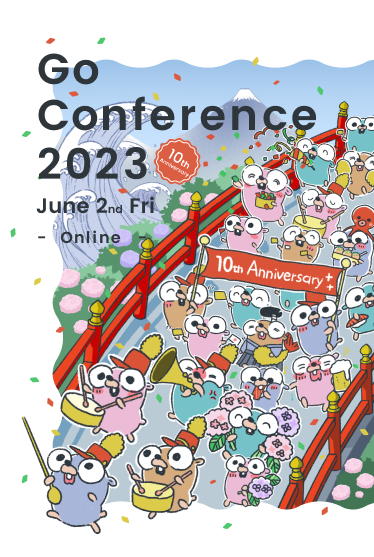 Go
Conference
2023
10th
Anniversary
June 2nd Fri
- Online
10th Anniversary